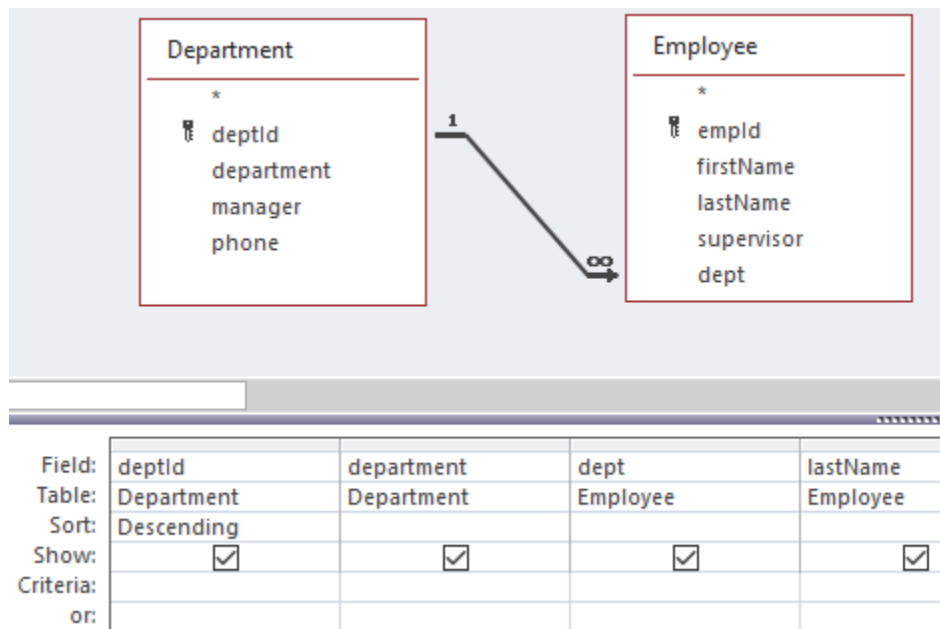 Department
*
deptId
department
manager
phone
1
∞
Employee
*
empId
firstName
lastName
supervisor
dept
Field: deptId department dept lastName
Table: Department Department Employee Employee
Sort: Descending
Show:
Criteria:
or: